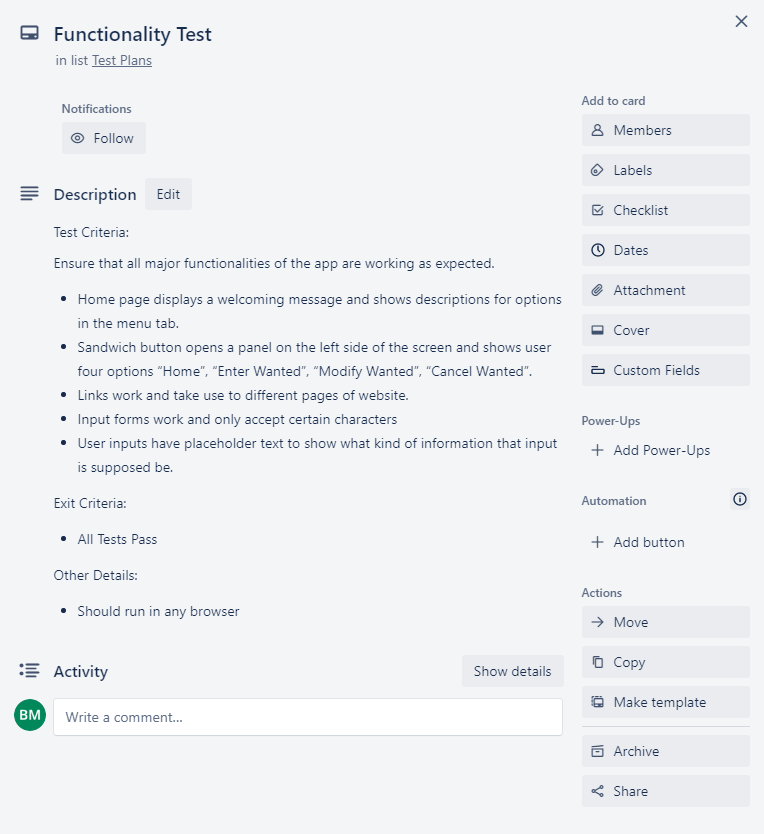 Functionality Test
in list Test Plans
Notifications
Follow
Description
Edit
Test Criteria:
Ensure that all major functionalities of the app are working as expected.
Home page displays a welcoming message and shows descriptions for options
in the menu tab.
Sandwich button opens a panel on the left side of the screen and shows user
four options “Home”, “Enter Wanted”, “Modify Wanted”, “Cancel Wanted”.
Links work and take use to different pages of website.
Input forms work and only accept certain characters
User inputs have placeholder text to show what kind of information that input
is supposed be.
Exit Criteria:
All Tests Pass
Other Details:
Should run in any browser
Activity
Show details
BM
Write a comment…
Add to card
Members
Labels
Checklist
Dates
Attachment
Cover
Custom Fields
Power-Ups
Add Power-Ups
Automation
Add button
Actions
Move
Copy
Make template
Archive
Share